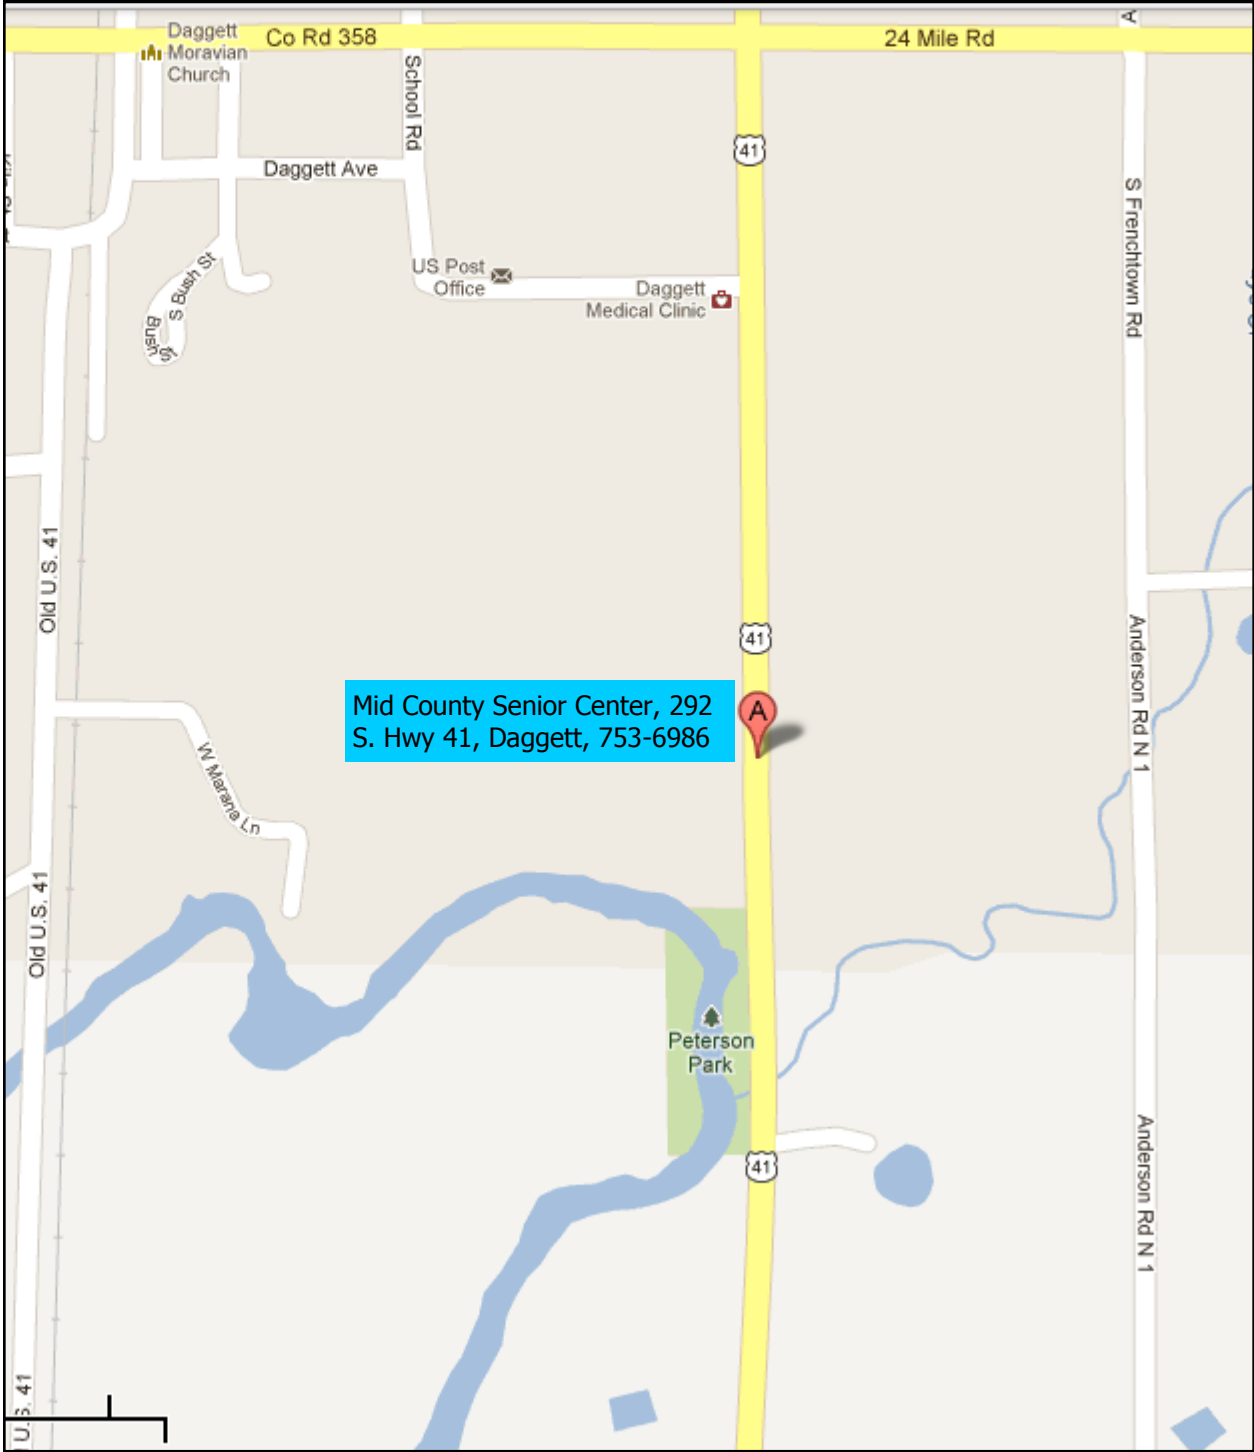 Daggett
Moravian
Church
Co Rd 358
24 Mile Rd
A
School Rd
41
Daggett Ave
S Frenchtown Rd
US Post
Office
S Bush St
Daggett
Medical Clinic
Bush St
Old U.S. 41
41
Anderson Rd N 1
Mid County Senior Center, 292
S. Hwy 41, Daggett, 753-6986
A
W Marana Ln
Old U.S. 41
Peterson
Park
41
Anderson Rd N 1
U.S. 41